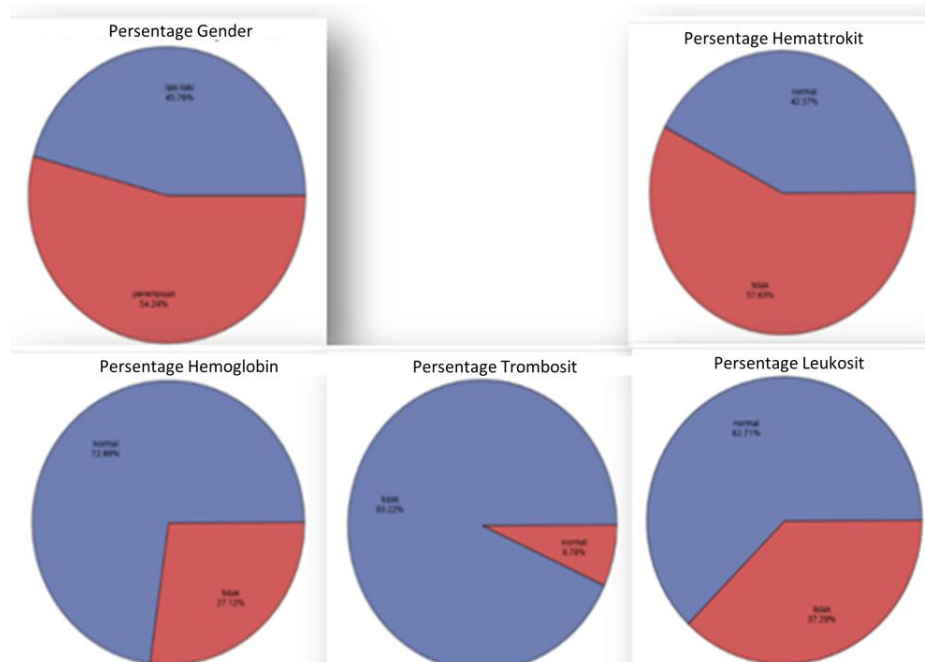 Persentage Gender
laki-laki
45.76%
perempuan
54.24%
Persentage Hemattrokit
normal
42.37%
tidak
57.63%
Persentage Hemoglobin
normal
72.88%
tidak
27.12%
Persentage Trombosit
tidak
93.22%
normal
6.78%
Persentage Leukosit
normal
62.71%
tidak
37.29%